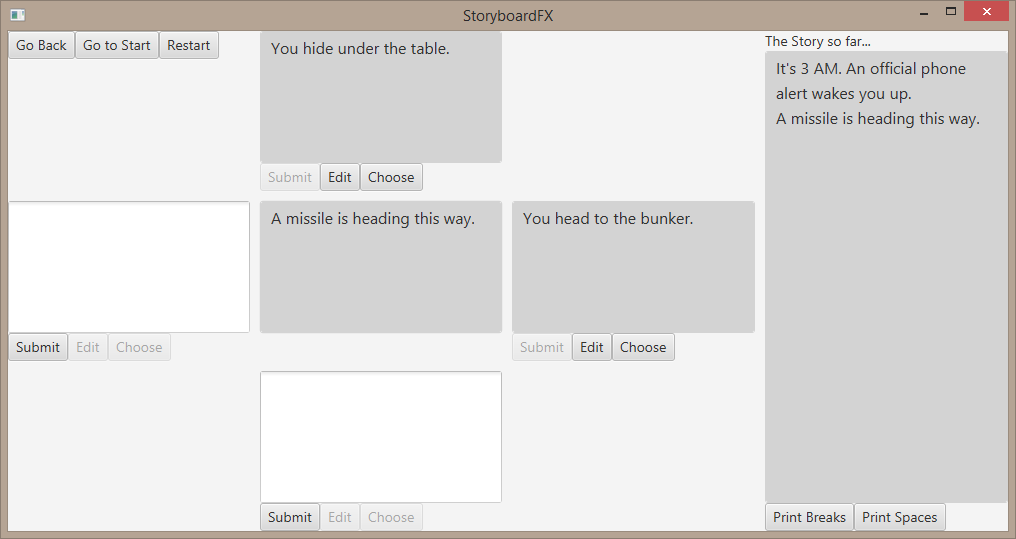 StoryboardFX
Go Back Go to Start Restart
You hide under the table.
Submit Edit Choose
A missile is heading this way.
You head to the bunker.
Submit Edit Choose
Submit Edit Choose
Submit Edit Choose
The Story so far...
It's 3 AM. An official phone
alert wakes you up.
A missile is heading this way.
Print Breaks Print Spaces